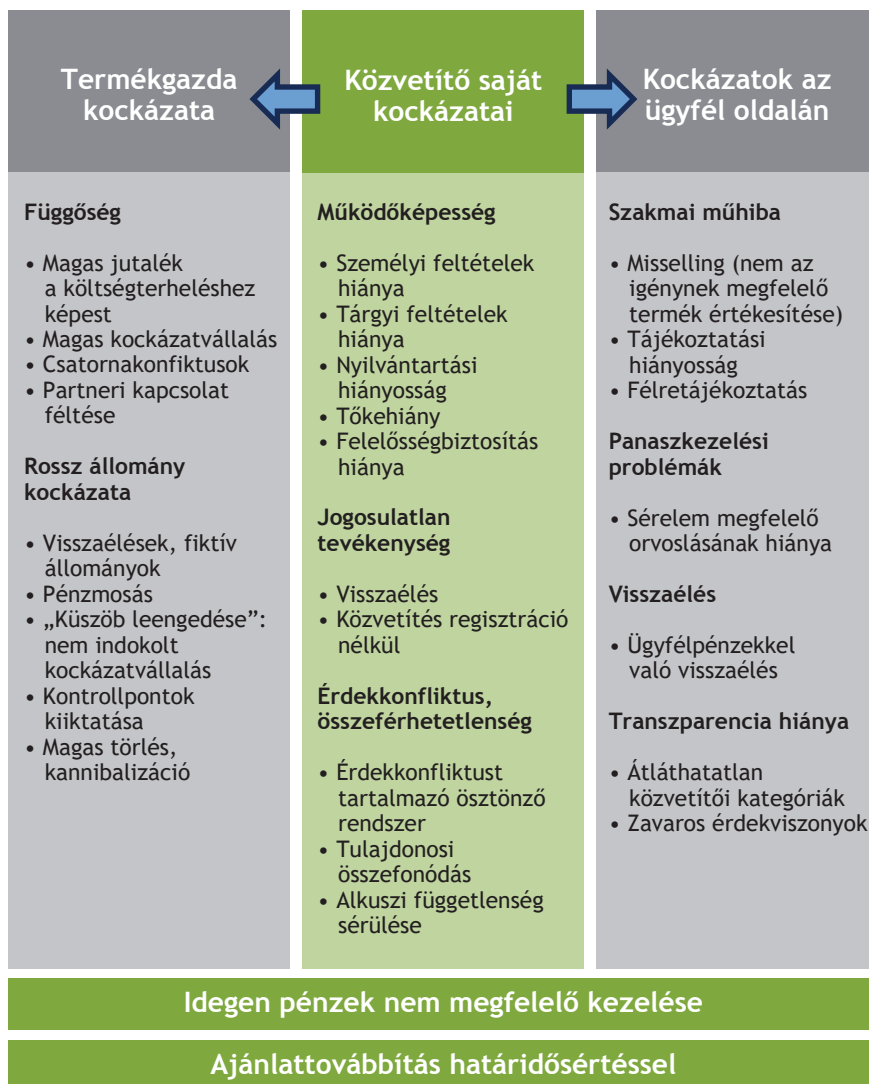 Termékgazda
kockázata
Közvetítő saját
kockázatai
Kockázatok az
ügyfél oldalán
Függőség
• Magas jutalék
a költségterheléshez
képest
• Magas kockázatvállalás
• Csatornakonfiktusok
• Partneri kapcsolat
féltése
Rossz állomány
kockázata
• Visszaélések, fiktív
állományok
• Pénzmosás
• „Küszöb leengedése”:
nem indokolt
kockázatvállalás
• Kontrollpontok
kiiktatása
• Magas törlés,
kannibalizáció
Működőképesség
• Személyi feltételek
hiánya
• Tárgyi feltételek
hiánya
• Nyilvántartási
hiányosság
• Tőkehiány
• Felelősségbiztosítás
hiánya
Jogosulatlan
tevékenység
• Visszaélés
• Közvetítés regisztráció
nélkül
Érdekkonfliktus,
összeférhetetlenség
• Érdekkonfliktust
tartalmazó ösztönző
rendszer
• Tulajdonosi
összefonódás
• Alkuszi függetlenség
sérülése
Szakmai műhiba
• Misselling (nem az
igénynek megfelelő
termék értékesítése)
• Tájékoztatási
hiányosság
• Félretájékoztatás
Panaszkezelési
problémák
• Sérelem megfelelő
orvoslásának hiánya
Visszaélés
• Ügyfélpénzekkel
való visszaélés
Transzparencia hiánya
• Átláthatatlan
közvetítői kategóriák
• Zavaros érdekviszonyok
Idegen pénzek nem megfelelő kezelése
Ajánlattovábbítás határidősértéssel